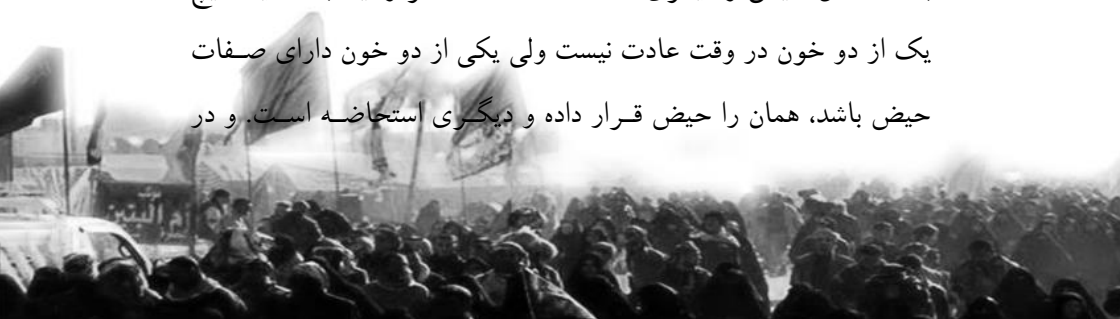 یک از دو خون در وقت عادت نیست ولی یکی از دو خون دارای صفات
حیض باشد، همان را حیض قرار داده و دیگری استحاضه است. و در